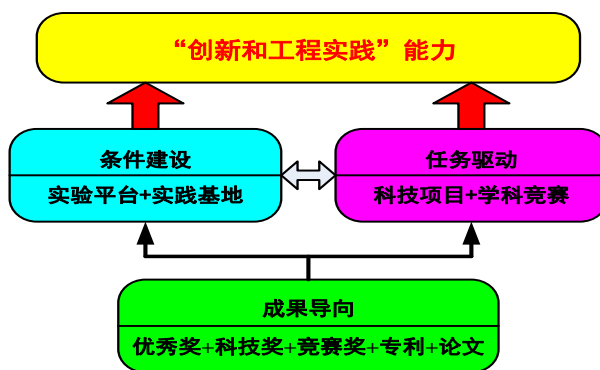 “创新和工程实践”能力
条件建设
实验平台+实践基地
任务驱动
科技项目+学科竞赛
成果导向
优秀奖+科技奖+竞赛奖+专利+论文